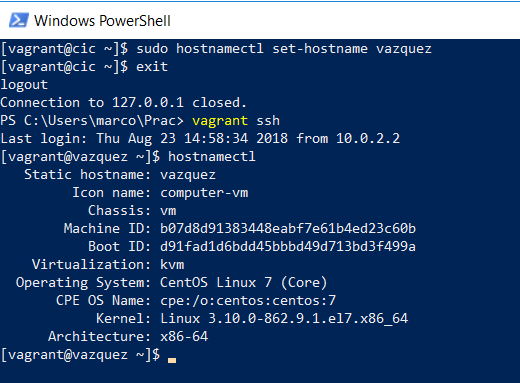 Windows PowerShell
[vagrant@cic ~]$ sudo hostnamectl set-hostname vazquez
[vagrant@cic ~]$ exit
logout
Connection to 127.0.0.1 closed.
PS C:\Users\marco\Prac> vagrant ssh
Last login: Thu Aug 23 14:58:34 2018 from 10.0.2.2
[vagrant@vazquez ~]$ hostnamectl
Static hostname: vazquez
Icon name: computer-vm
Chassis: vm
Machine ID: b07d8d91383448eabf7e61b4ed23c60b
Boot ID: d91fad1d6bdd45bbbd49d713bd3f499a
Virtualization: kvm
Operating System: CentOS Linux 7 (Core)
CPE OS Name: cpe:/o:centos:centos:7
Kernel: Linux 3.10.0-862.9.1.el7.x86_64
Architecture: x86-64
[vagrant@vazquez ~]$